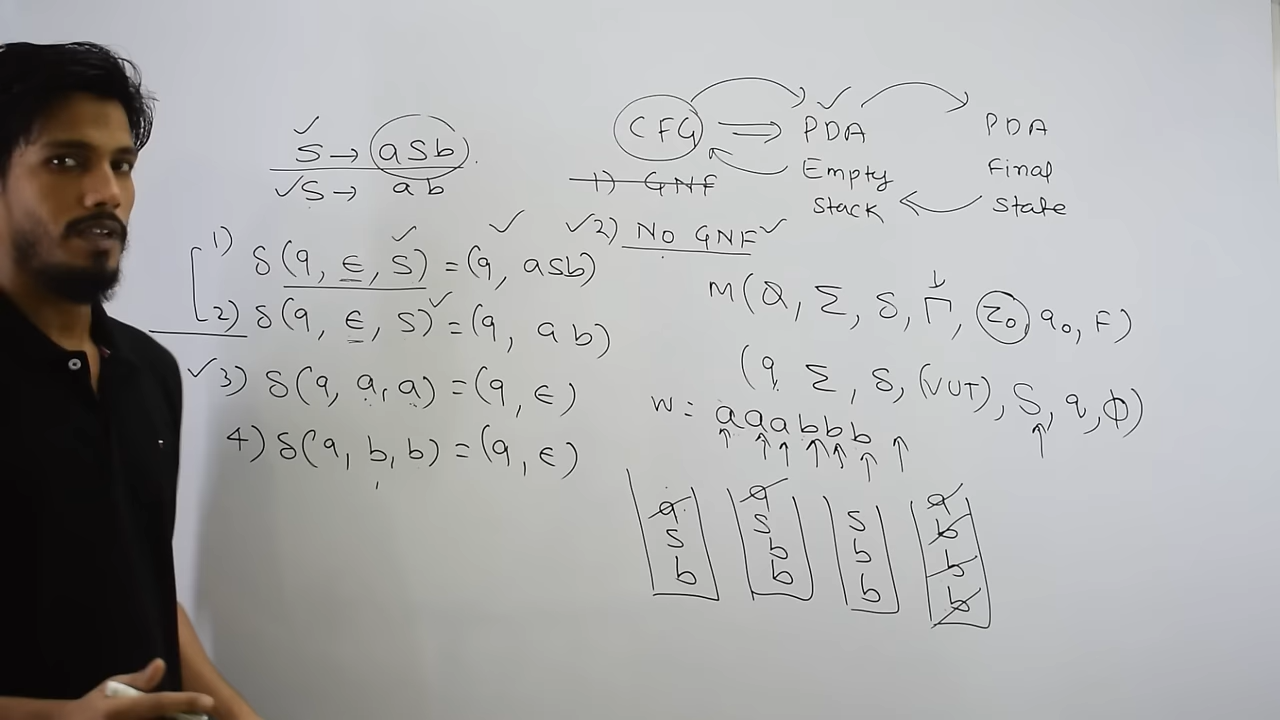 S → aSb
S → ab
1) δ(q, ϵ, S) = (q, aSb)
2) δ(q, ϵ, S) = (q, ab)
3) δ(q, a, a) = (q, ϵ)
4) δ(q, b, b) = (q, ϵ)
CFG ⇒ PDA
Empty
Stack
PDA
Final
State
1) GNF
2) NO GNF
M(Q, Σ, δ, Γ, Z₀, q₀, F)
(q, Σ, δ, (VUT), S, q, ϕ)
W = aaabbb
a
S
b
a
S
b
b
S
b
b
a
b
b
b